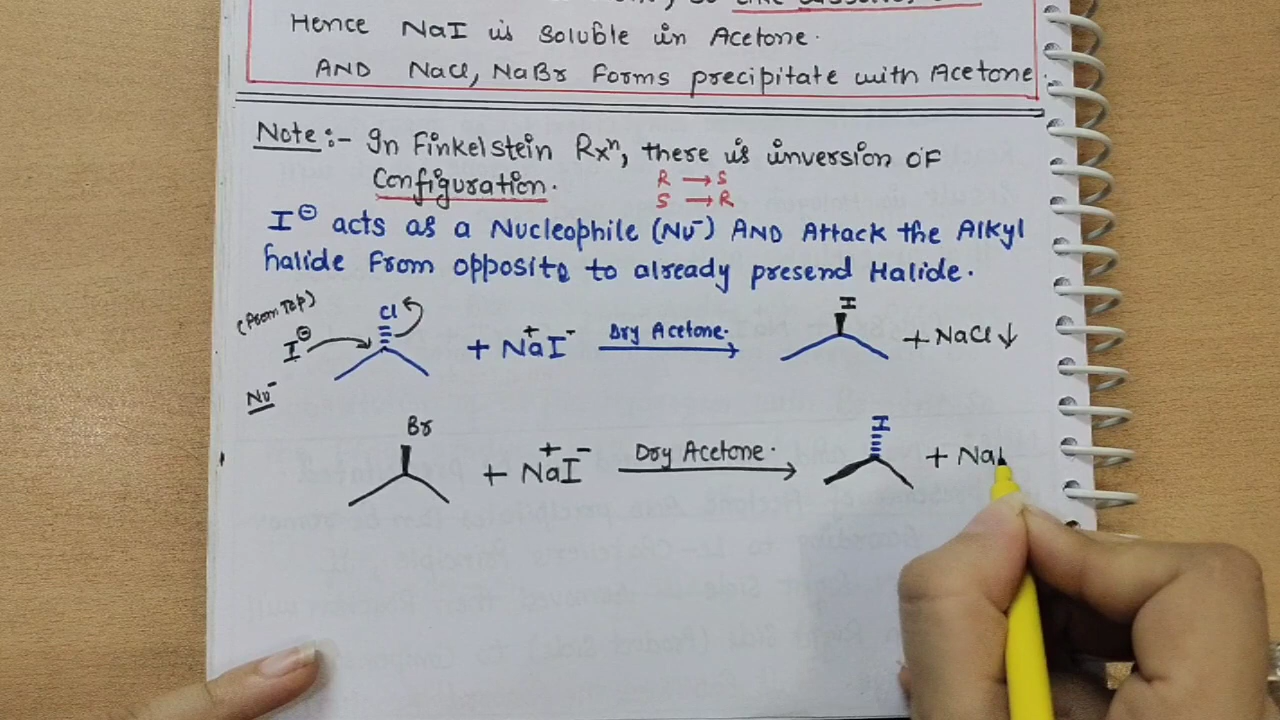 Hence NaI is soluble in Acetone.
AND NaCl, NaBr Forms precipitate with Acetone.
Note:- In Finkelstein Rxⁿ, there is inversion of
Configuration.
R → S
S → R
I⊖ acts as a Nucleophile (Nu⁻) AND Attack the Alkyl
halide From opposite to already presend Halide.
(From Top)
I⊖
Nu⁻
Cl
+ Na⁺I⁻
Dry Acetone.
I
+ NaCl ↓
Br
+ Na⁺I⁻
Dry Acetone.
I
+ Na